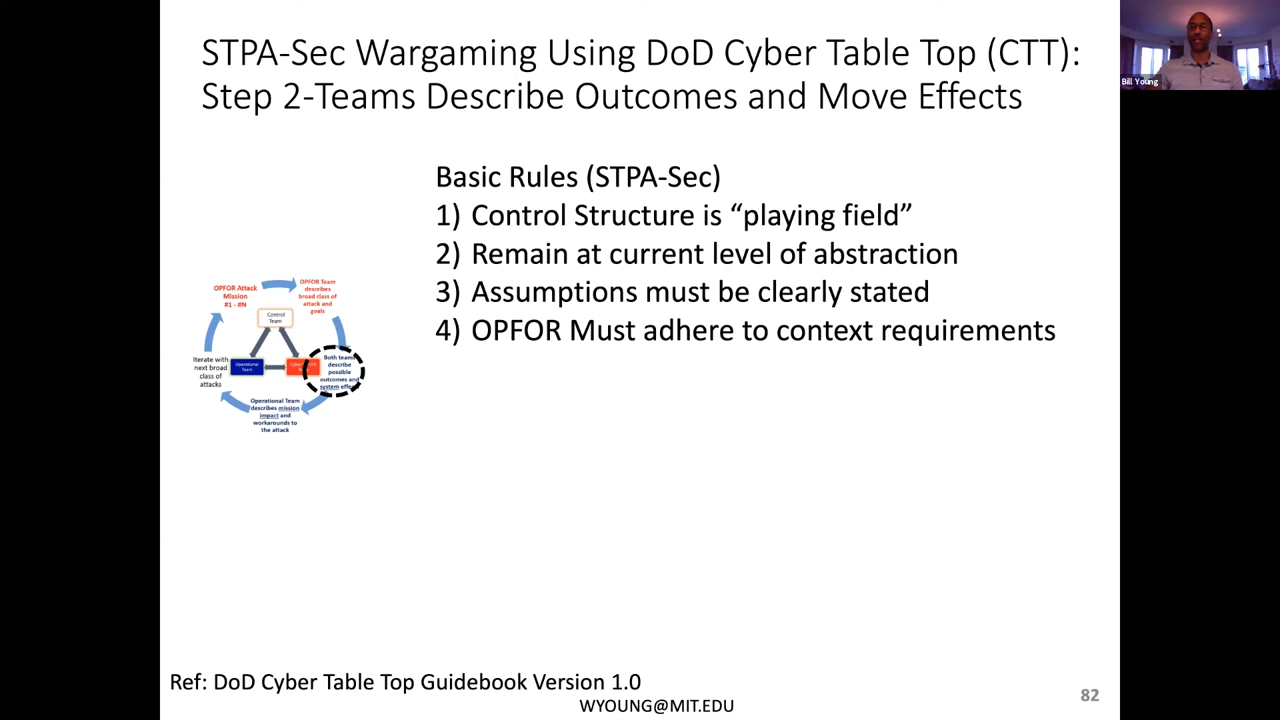 STPA-Sec Wargaming Using DoD Cyber Table Top (CTT):
Step 2-Teams Describe Outcomes and Move Effects
Bill Young
Basic Rules (STPA-Sec)
1) Control Structure is “playing field”
2) Remain at current level of abstraction
3) Assumptions must be clearly stated
4) OPFOR Must adhere to context requirements
OPFOR Attack
Mission
#1 - #N
OPFOR Team
describes
broad class of
attack and
goals
Control
Team
Operational
Team
Both teams
describe
possible
outcomes and
system
Iterate with
next broad
class of
attacks
Operational Team
describes mission
impact and
workarounds to
the attack
Ref: DoD Cyber Table Top Guidebook Version 1.0
WYOUNG@MIT.EDU
82